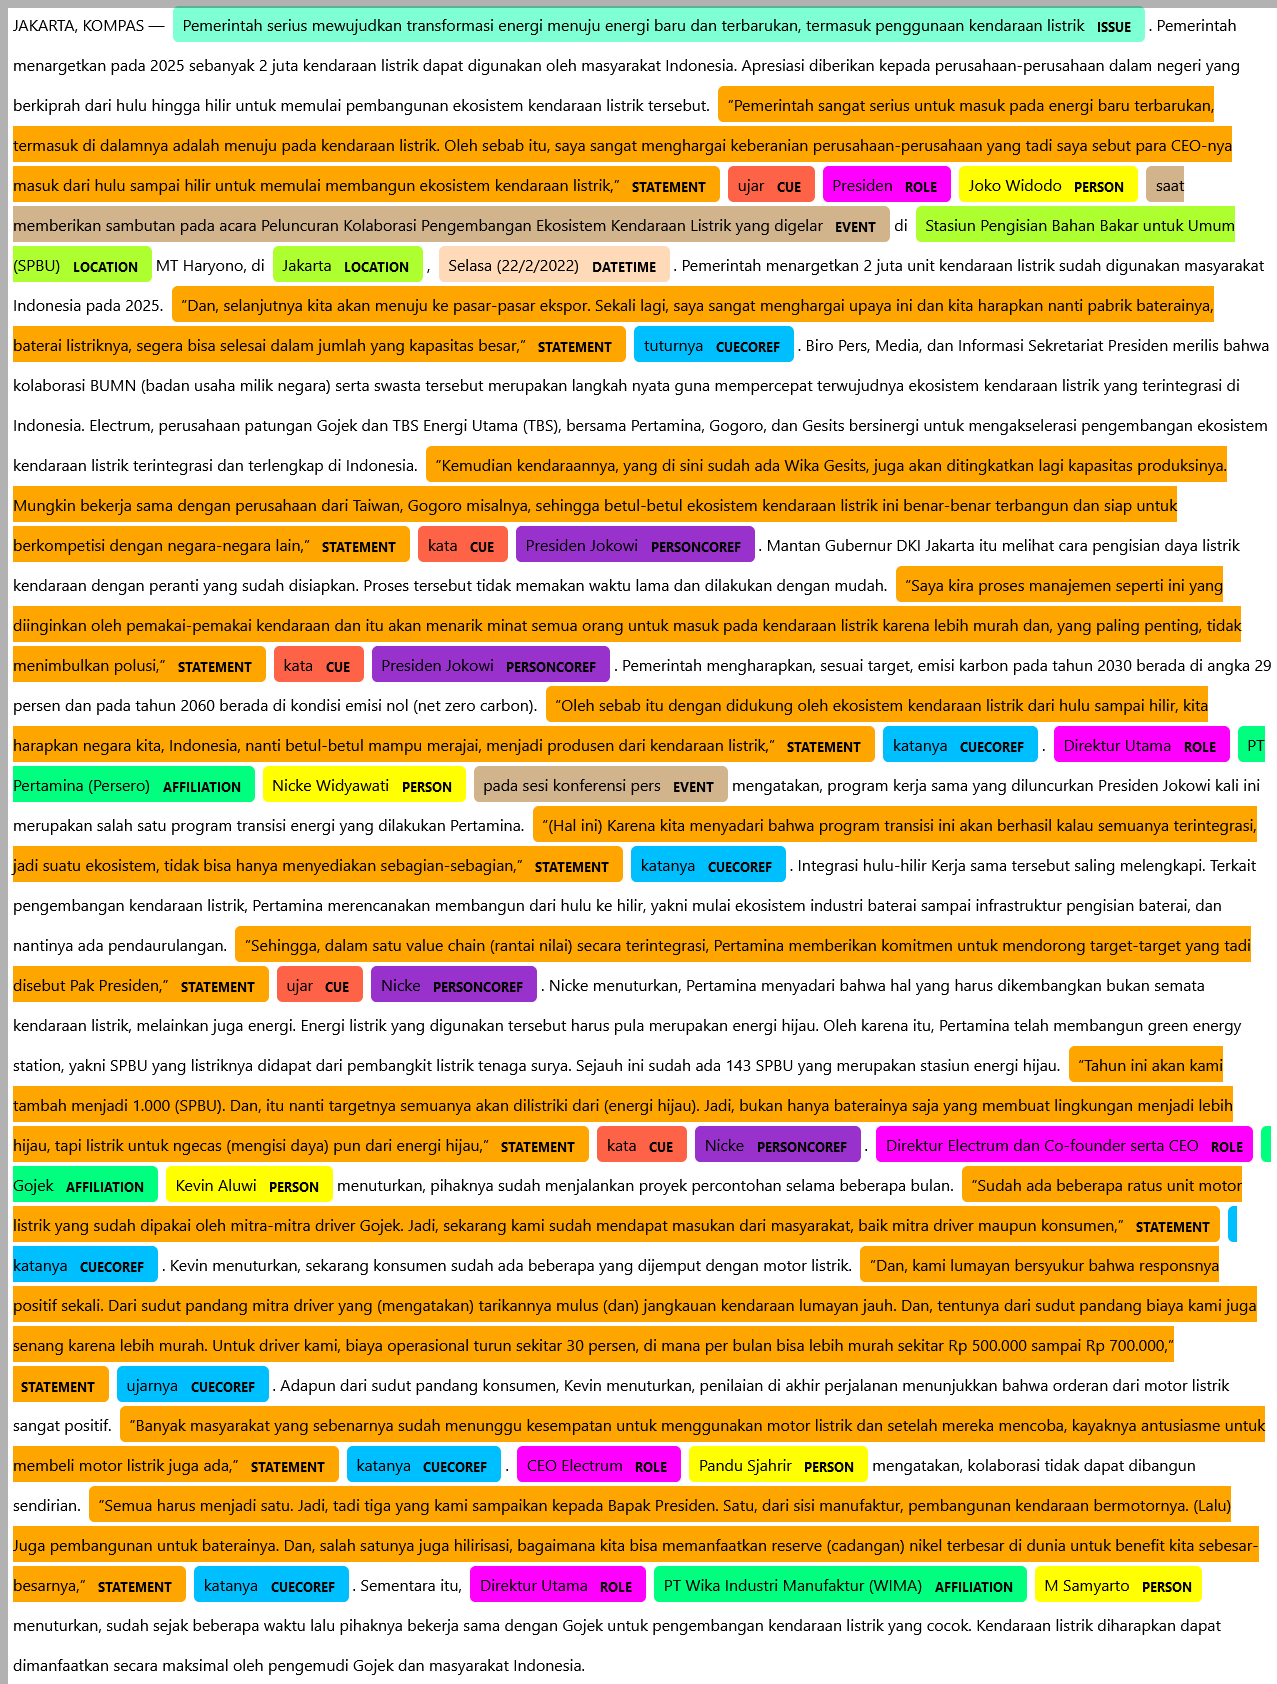 JAKARTA, KOMPAS — Pemerintah serius mewujudkan transformasi energi menuju energi baru dan terbarukan, termasuk penggunaan kendaraan listrik ISSUE . Pemerintah
menargetkan pada 2025 sebanyak 2 juta kendaraan listrik dapat digunakan oleh masyarakat Indonesia. Apresiasi diberikan kepada perusahaan-perusahaan dalam negeri yang
berkiprah dari hulu hingga hilir untuk memulai pembangunan ekosistem kendaraan listrik tersebut. “Pemerintah sangat serius untuk masuk pada energi baru terbarukan,
termasuk di dalamnya adalah menuju pada kendaraan listrik. Oleh sebab itu, saya sangat menghargai keberanian perusahaan-perusahaan yang tadi saya sebut para CEO-nya
masuk dari hulu sampai hilir untuk memulai membangun ekosistem kendaraan listrik,” STATEMENT ujar CUE Presiden ROLE Joko Widodo PERSON saat
memberikan sambutan pada acara Peluncuran Kolaborasi Pengembangan Ekosistem Kendaraan Listrik yang digelar EVENT di Stasiun Pengisian Bahan Bakar untuk Umum
(SPBU) LOCATION MT Haryono, di Jakarta LOCATION , Selasa (22/2/2022) DATETIME . Pemerintah menargetkan 2 juta unit kendaraan listrik sudah digunakan masyarakat
Indonesia pada 2025. “Dan, selanjutnya kita akan menuju ke pasar-pasar ekspor. Sekali lagi, saya sangat menghargai upaya ini dan kita harapkan nanti pabrik baterainya,
baterai listriknya, segera bisa selesai dalam jumlah yang kapasitas besar,” STATEMENT tuturnya CUECOREF . Biro Pers, Media, dan Informasi Sekretariat Presiden merilis bahwa
kolaborasi BUMN (badan usaha milik negara) serta swasta tersebut merupakan langkah nyata guna mempercepat terwujudnya ekosistem kendaraan listrik yang terintegrasi di
Indonesia. Electrum, perusahaan patungan Gojek dan TBS Energi Utama (TBS), bersama Pertamina, Gogoro, dan Gesits bersinergi untuk mengakselerasi pengembangan ekosistem
kendaraan listrik terintegrasi dan terlengkap di Indonesia. “Kemudian kendaraannya, yang di sini sudah ada Wika Gesits, juga akan ditingkatkan lagi kapasitas produksinya.
Mungkin bekerja sama dengan perusahaan dari Taiwan, Gogoro misalnya, sehingga betul-betul ekosistem kendaraan listrik ini benar-benar terbangun dan siap untuk
berkompetisi dengan negara-negara lain,” STATEMENT kata CUE Presiden Jokowi PERSONCOREF . Mantan Gubernur DKI Jakarta itu melihat cara pengisian daya listrik
kendaraan dengan peranti yang sudah disiapkan. Proses tersebut tidak memakan waktu lama dan dilakukan dengan mudah. “Saya kira proses manajemen seperti ini yang
diinginkan oleh pemakai-pemakai kendaraan dan itu akan menarik minat semua orang untuk masuk pada kendaraan listrik karena lebih murah dan, yang paling penting, tidak
menimbulkan polusi,” STATEMENT kata CUE Presiden Jokowi PERSONCOREF . Pemerintah mengharapkan, sesuai target, emisi karbon pada tahun 2030 berada di angka 29
persen dan pada tahun 2060 berada di kondisi emisi nol (net zero carbon). “Oleh sebab itu dengan didukung oleh ekosistem kendaraan listrik dari hulu sampai hilir, kita
harapkan negara kita, Indonesia, nanti betul-betul mampu merajai, menjadi produsen dari kendaraan listrik,” STATEMENT katanya CUECOREF . Direktur Utama ROLE PT
Pertamina (Persero) AFFILIATION Nicke Widyawati PERSON pada sesi konferensi pers EVENT mengatakan, program kerja sama yang diluncurkan Presiden Jokowi kali ini
merupakan salah satu program transisi energi yang dilakukan Pertamina. “(Hal ini) Karena kita menyadari bahwa program transisi ini akan berhasil kalau semuanya terintegrasi,
jadi suatu ekosistem, tidak bisa hanya menyediakan sebagian-sebagian,” STATEMENT katanya CUECOREF . Integrasi hulu-hilir Kerja sama tersebut saling melengkapi. Terkait
pengembangan kendaraan listrik, Pertamina merencanakan membangun dari hulu ke hilir, yakni mulai ekosistem industri baterai sampai infrastruktur pengisian baterai, dan
nantinya ada pendaurulangan. “Sehingga, dalam satu value chain (rantai nilai) secara terintegrasi, Pertamina memberikan komitmen untuk mendorong target-target yang tadi
disebut Pak Presiden,” STATEMENT ujar CUE Nicke PERSONCOREF . Nicke menuturkan, Pertamina menyadari bahwa hal yang harus dikembangkan bukan semata
kendaraan listrik, melainkan juga energi. Energi listrik yang digunakan tersebut harus pula merupakan energi hijau. Oleh karena itu, Pertamina telah membangun green energy
station, yakni SPBU yang listriknya didapat dari pembangkit listrik tenaga surya. Sejauh ini sudah ada 143 SPBU yang merupakan stasiun energi hijau. “Tahun ini akan kami
tambah menjadi 1.000 (SPBU). Dan, itu nanti targetnya semuanya akan dilistriki dari (energi hijau). Jadi, bukan hanya baterainya saja yang membuat lingkungan menjadi lebih
hijau, tapi listrik untuk ngecas (mengisi daya) pun dari energi hijau,” STATEMENT kata CUE Nicke PERSONCOREF . Direktur Electrum dan Co-founder serta CEO ROLE
Gojek AFFILIATION Kevin Aluwi PERSON menuturkan, pihaknya sudah menjalankan proyek percontohan selama beberapa bulan. “Sudah ada beberapa ratus unit motor
listrik yang sudah dipakai oleh mitra-mitra driver Gojek. Jadi, sekarang kami sudah mendapat masukan dari masyarakat, baik mitra driver maupun konsumen,” STATEMENT
katanya CUECOREF . Kevin menuturkan, sekarang konsumen sudah ada beberapa yang dijemput dengan motor listrik. “Dan, kami lumayan bersyukur bahwa responsnya
positif sekali. Dari sudut pandang mitra driver yang (mengatakan) tarikannya mulus (dan) jangkauan kendaraan lumayan jauh. Dan, tentunya dari sudut pandang biaya kami juga
senang karena lebih murah. Untuk driver kami, biaya operasional turun sekitar 30 persen, di mana per bulan bisa lebih murah sekitar Rp 500.000 sampai Rp 700.000,”
STATEMENT ujarnya CUECOREF . Adapun dari sudut pandang konsumen, Kevin menuturkan, penilaian di akhir perjalanan menunjukkan bahwa orderan dari motor listrik
sangat positif. “Banyak masyarakat yang sebenarnya sudah menunggu kesempatan untuk menggunakan motor listrik dan setelah mereka mencoba, kayaknya antusiasme untuk
membeli motor listrik juga ada,” STATEMENT katanya CUECOREF . CEO Electrum ROLE Pandu Sjahrir PERSON mengatakan, kolaborasi tidak dapat dibangun
sendirian. “Semua harus menjadi satu. Jadi, tadi tiga yang kami sampaikan kepada Bapak Presiden. Satu, dari sisi manufaktur, pembangunan kendaraan bermotornya. (Lalu)
Juga pembangunan untuk baterainya. Dan, salah satunya juga hilirisasi, bagaimana kita bisa memanfaatkan reserve (cadangan) nikel terbesar di dunia untuk benefit kita sebesar-
besarnya,” STATEMENT katanya CUECOREF . Sementara itu, Direktur Utama ROLE PT Wika Industri Manufaktur (WIMA) AFFILIATION M Samyarto PERSON
menuturkan, sudah sejak beberapa waktu lalu pihaknya bekerja sama dengan Gojek untuk pengembangan kendaraan listrik yang cocok. Kendaraan listrik diharapkan dapat
dimanfaatkan secara maksimal oleh pengemudi Gojek dan masyarakat Indonesia.